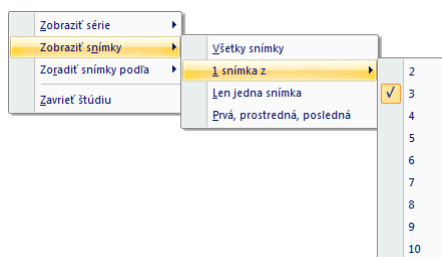 Zobraziť série
Zobraziť snímky
Zoradiť snímky podľa
Zavrieť štúdiu
Všetky snímky
1 snímka z
Len jedna snímka
Prvá, prostredná, posledná
2
3
4
5
6
7
8
9
10